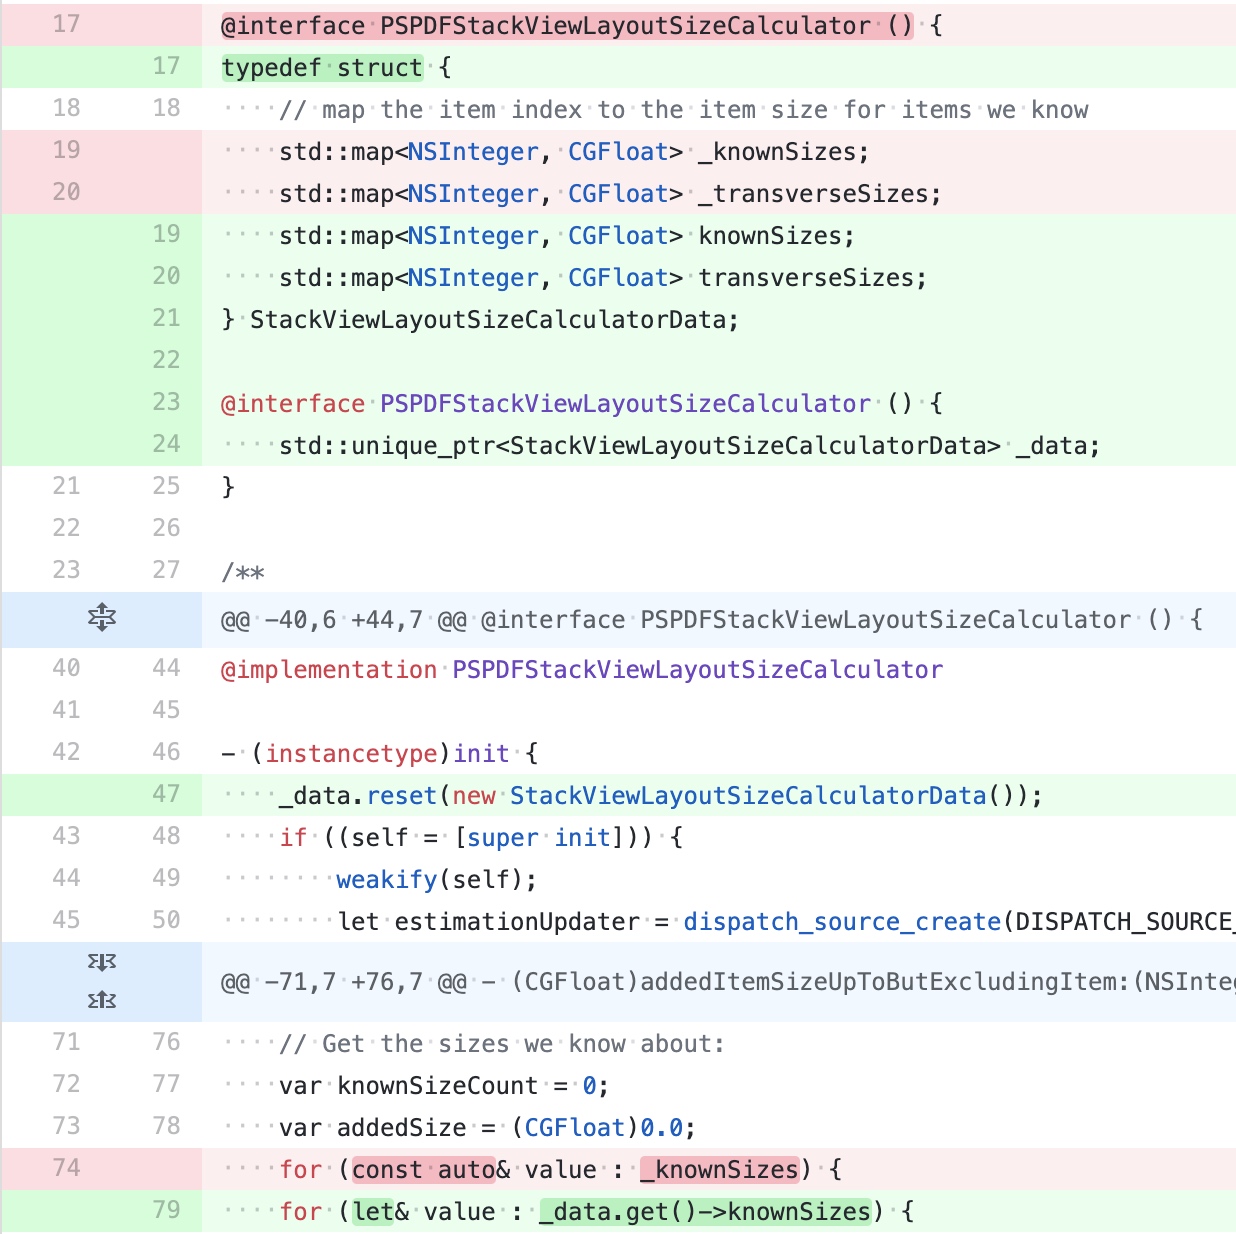 17 @interface PSPDFStackViewLayoutSizeCalculator () {
17 typedef struct {
18 18 ····// map the item index to the item size for items we know
19 ····std::map<NSInteger, CGFloat> _knownSizes;
20 ····std::map<NSInteger, CGFloat> _transverseSizes;
19 ····std::map<NSInteger, CGFloat> knownSizes;
20 ····std::map<NSInteger, CGFloat> transverseSizes;
21 } StackViewLayoutSizeCalculatorData;
22
23 @interface PSPDFStackViewLayoutSizeCalculator () {
24 ····std::unique_ptr<StackViewLayoutSizeCalculatorData> _data;
21 25 }
22 26
23 27 /**
@@ -40,6 +44,7 @@ @interface PSPDFStackViewLayoutSizeCalculator () {
40 44 @implementation PSPDFStackViewLayoutSizeCalculator
41 45
42 46 - (instancetype)init {
47 ····_data.reset(new StackViewLayoutSizeCalculatorData());
43 48 ····if ((self = [super init])) {
44 49 ········weakify(self);
45 50 ········let estimationUpdater = dispatch_source_create(DISPATCH_SOURCE_
@@ -71,7 +76,7 @@ - (CGFloat)addedItemSizeUpToButExcludingItem:(NSInteg
71 76 ····// Get the sizes we know about:
72 77 ····var knownSizeCount = 0;
73 78 ····var addedSize = (CGFloat)0.0;
74 ····for (const auto& value : _knownSizes) {
79 ····for (let& value : _data.get()->knownSizes) {